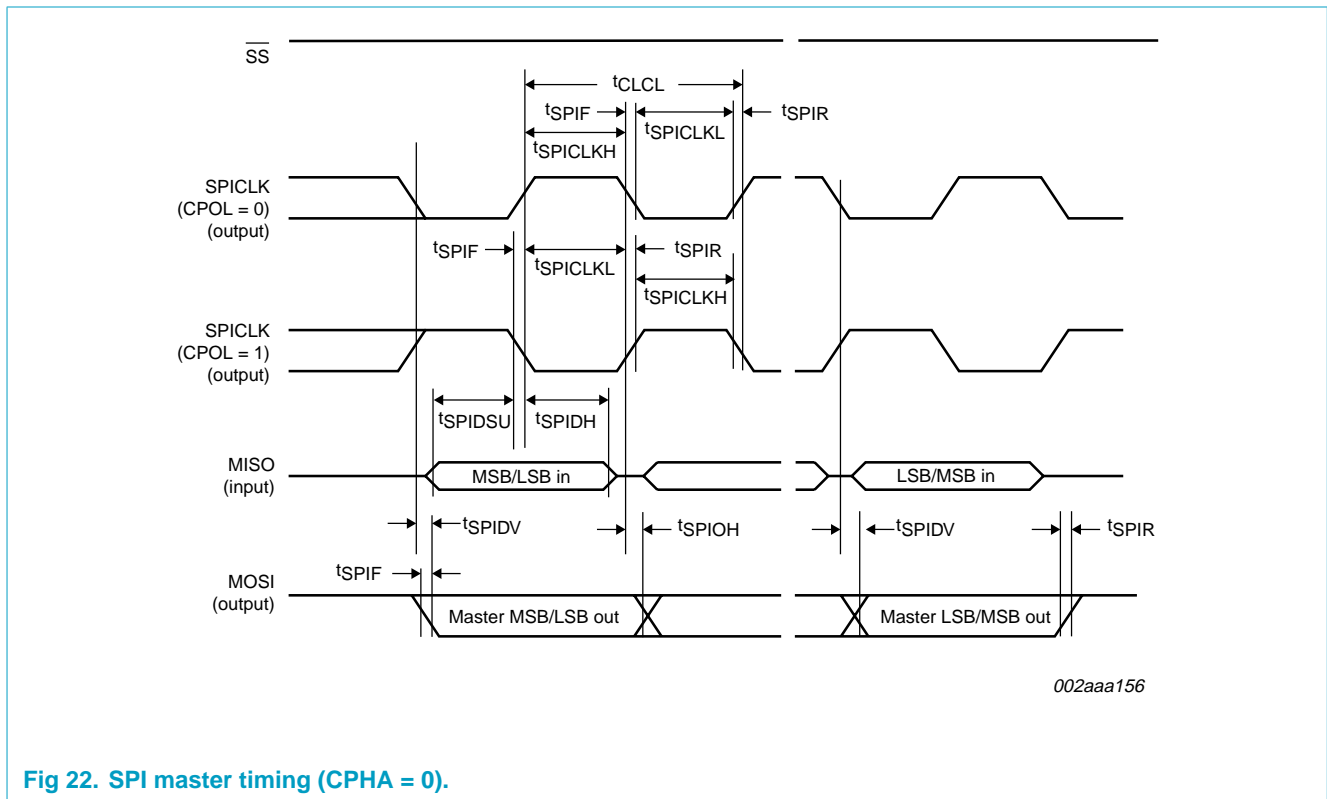 SS
tCLCL
tSPIF
tSPICLKL
tSPIR
tSPICLKH
SPICLK
(CPOL = 0)
(output)
tSPIF
tSPICLKL
tSPIR
tSPICLKH
SPICLK
(CPOL = 1)
(output)
tSPIDSU
tSPIDH
MISO
(input)
MSB/LSB in
LSB/MSB in
tSPIDV
tSPIOH
tSPIDV
tSPIR
tSPIF
MOSI
(output)
Master MSB/LSB out
Master LSB/MSB out
002aaa156
Fig 22. SPI master timing (CPHA = 0).